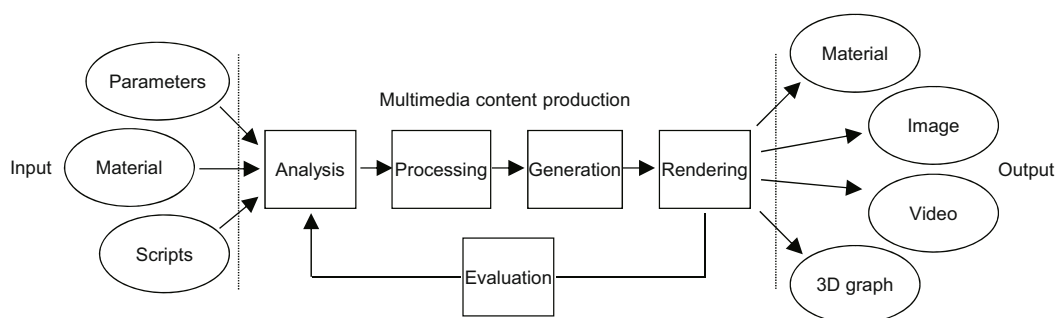 Parameters
Material
Scripts
Input
Multimedia content production
Analysis
Processing
Generation
Rendering
Evaluation
Material
Image
Video
3D graph
Output